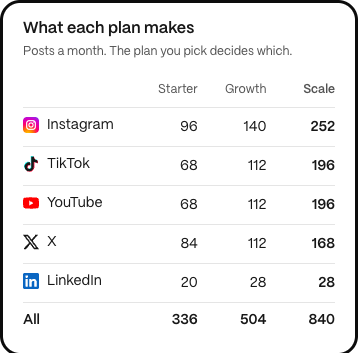 What each plan makes
Posts a month. The plan you pick decides which.
Starter Growth Scale
Instagram 96 140 252
TikTok 68 112 196
YouTube 68 112 196
X 84 112 168
LinkedIn 20 28 28
All 336 504 840